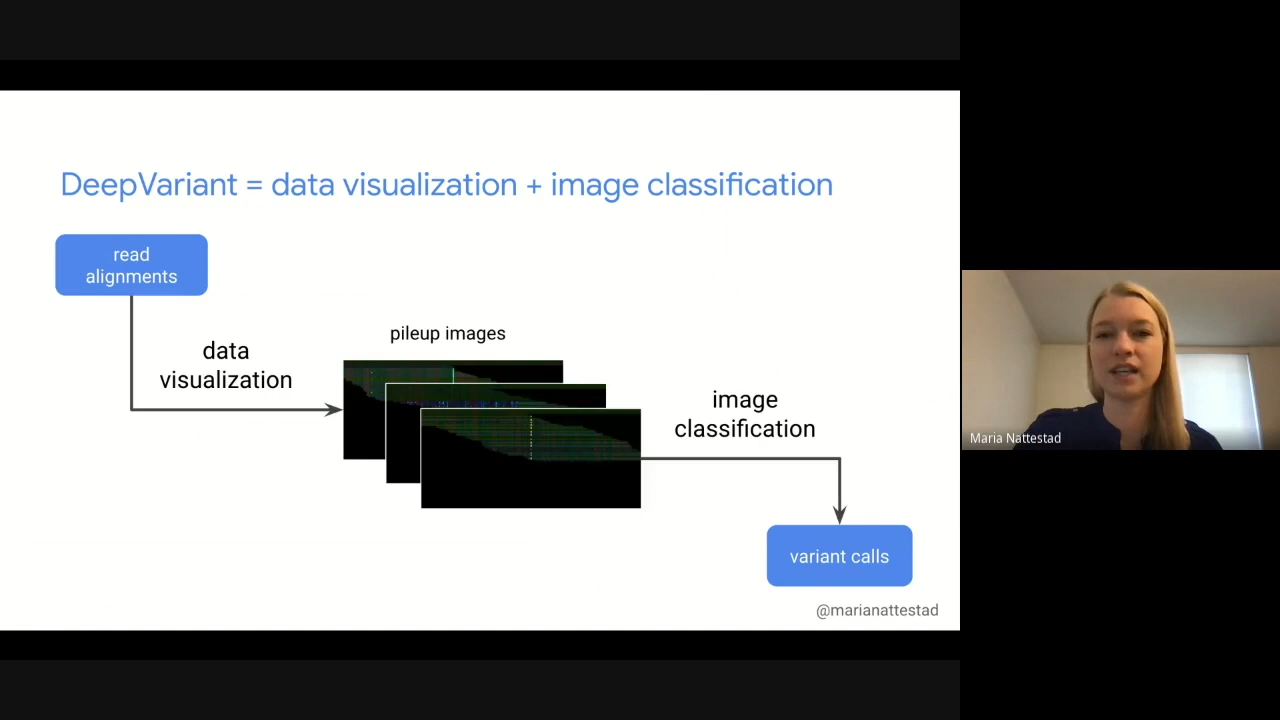 DeepVariant = data visualization + image classification
read
alignments
data
visualization
pileup images
image
classification
variant calls
@marianattestad
Maria Nattestad